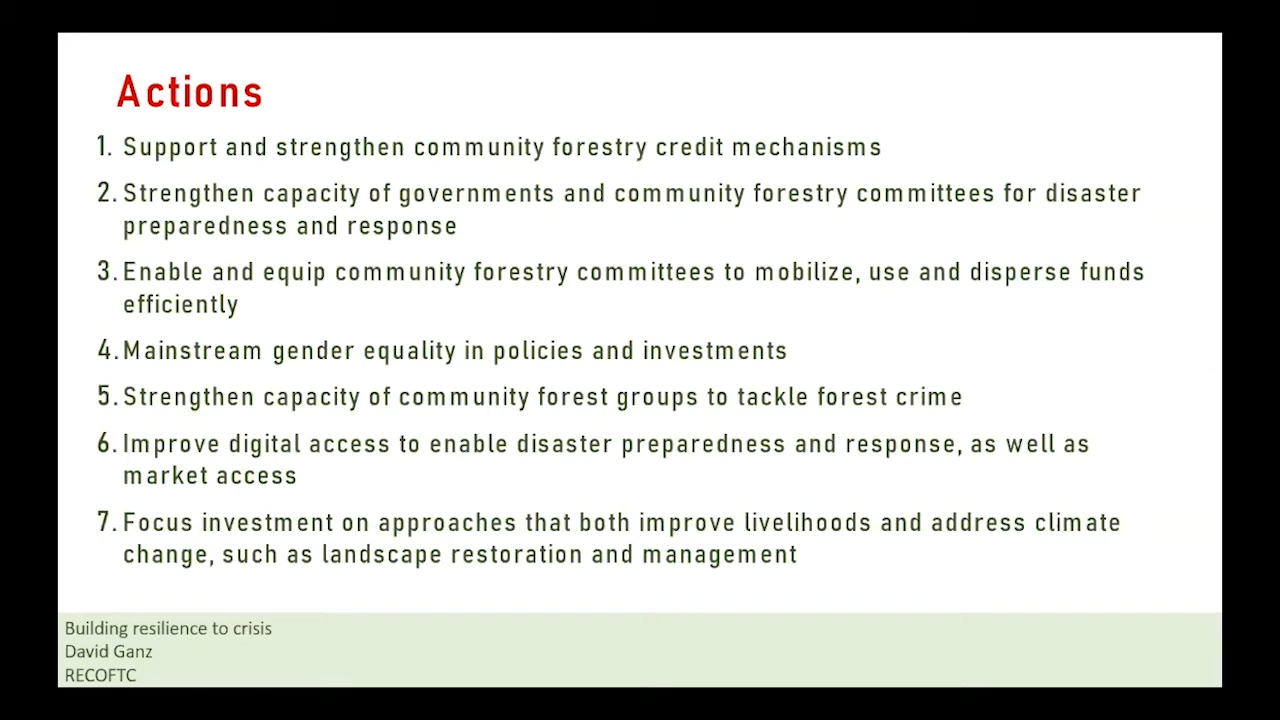 Actions
1. Support and strengthen community forestry credit mechanisms
2. Strengthen capacity of governments and community forestry committees for disaster
preparedness and response
3. Enable and equip community forestry committees to mobilize, use and disperse funds
efficiently
4. Mainstream gender equality in policies and investments
5. Strengthen capacity of community forest groups to tackle forest crime
6. Improve digital access to enable disaster preparedness and response, as well as
market access
7. Focus investment on approaches that both improve livelihoods and address climate
change, such as landscape restoration and management
Building resilience to crisis
David Ganz
RECOFTC